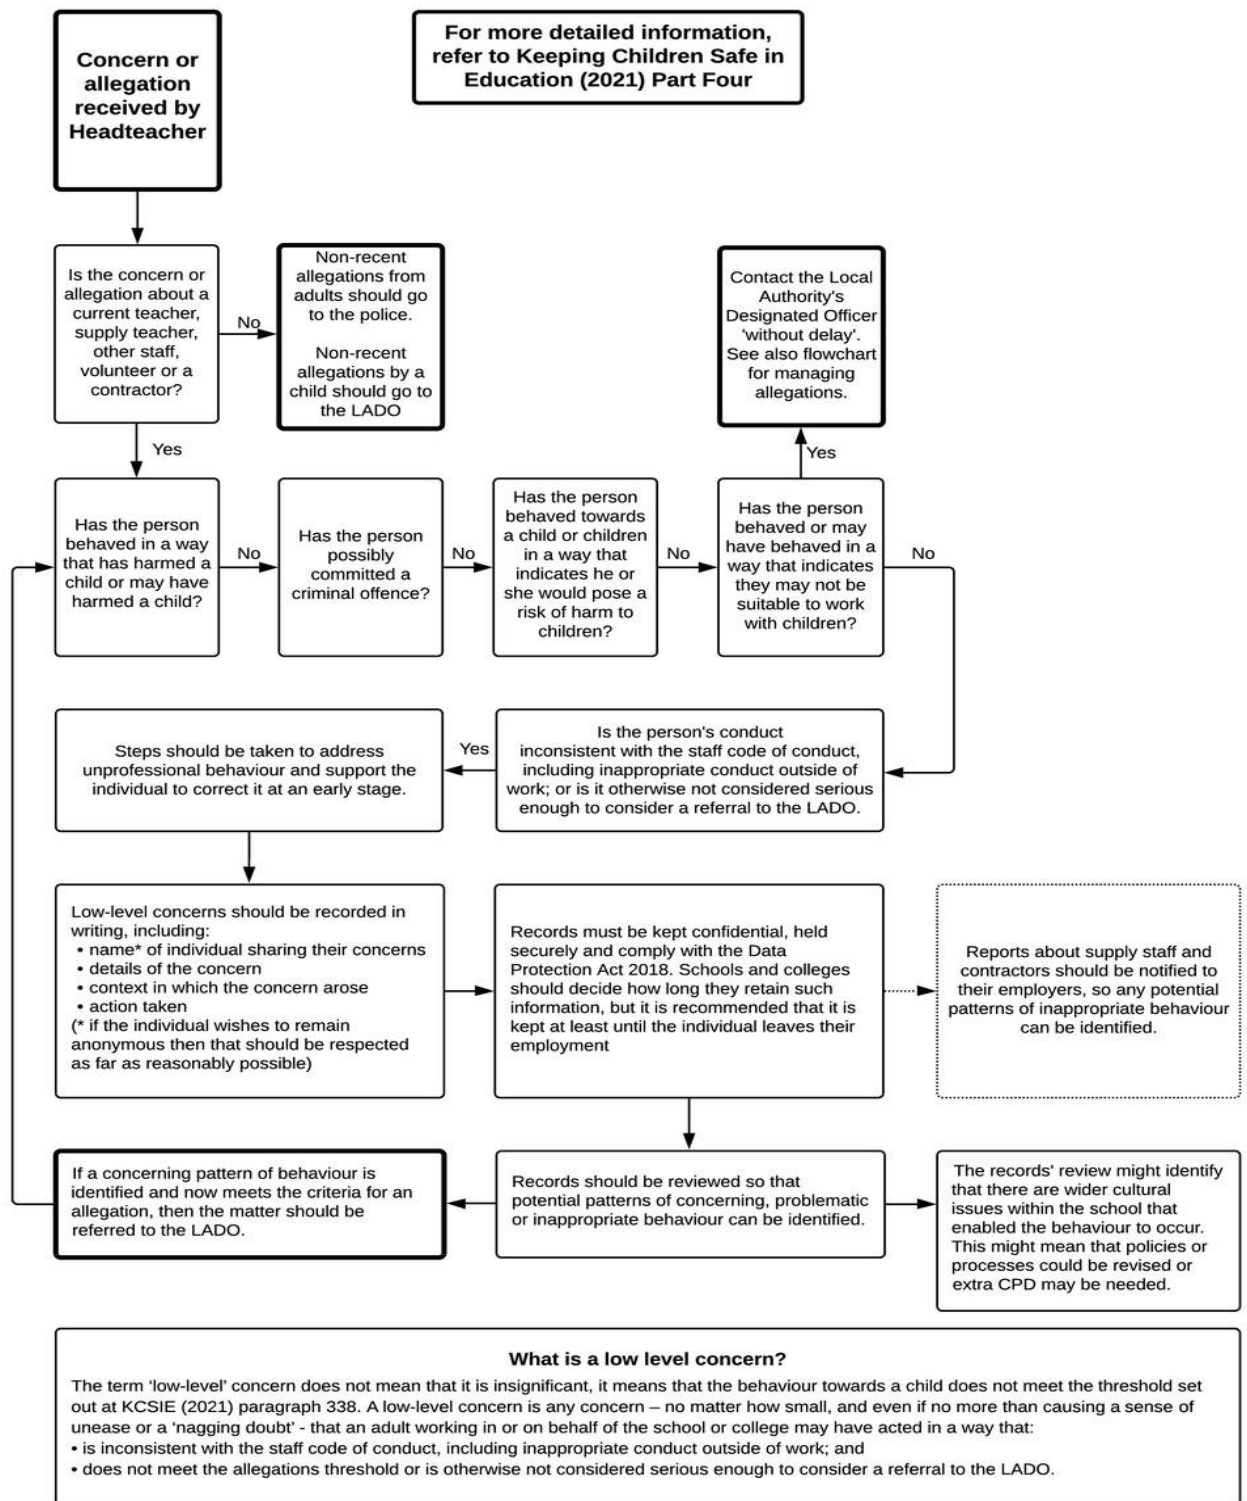 Concern or
allegation
received by
Headteacher
For more detailed information,
refer to Keeping Children Safe in
Education (2021) Part Four
Is the concern or
allegation about a
current teacher,
supply teacher,
other staff,
volunteer or a
contractor?
No
Non-recent
allegations from
adults should go
to the police.
Non-recent
allegations by a
child should go to
the LADO
Contact the Local
Authority's
Designated Officer
'without delay'.
See also flowchart
for managing
allegations.
Yes
Yes
Has the person
behaved in a way
that has harmed a
child or may have
harmed a child?
No
Has the person
possibly
committed a
criminal offence?
No
Has the person
behaved towards
a child or children
in a way that
indicates he or
she would pose a
risk of harm to
children?
No
Has the person
behaved or may
have behaved in a
way that indicates
they may not be
suitable to work
with children?
No
Steps should be taken to address
unprofessional behaviour and support the
individual to correct it at an early stage.
Yes
Is the person's conduct
inconsistent with the staff code of conduct,
including inappropriate conduct outside of
work; or is it otherwise not considered serious
enough to consider a referral to the LADO.
Low-level concerns should be recorded in
writing, including:
• name* of individual sharing their concerns
• details of the concern
• context in which the concern arose
• action taken
(* if the individual wishes to remain
anonymous then that should be respected
as far as reasonably possible)
Records must be kept confidential, held
securely and comply with the Data
Protection Act 2018. Schools and colleges
should decide how long they retain such
information, but it is recommended that it is
kept at least until the individual leaves their
employment
Reports about supply staff and
contractors should be notified to
their employers, so any potential
patterns of inappropriate behaviour
can be identified.
If a concerning pattern of behaviour is
identified and now meets the criteria for an
allegation, then the matter should be
referred to the LADO.
Records should be reviewed so that
potential patterns of concerning, problematic
or inappropriate behaviour can be identified.
The records' review might identify
that there are wider cultural
issues within the school that
enabled the behaviour to occur.
This might mean that policies or
processes could be revised or
extra CPD may be needed.
What is a low level concern?
The term ‘low-level’ concern does not mean that it is insignificant, it means that the behaviour towards a child does not meet the threshold set
out at KCSIE (2021) paragraph 338. A low-level concern is any concern – no matter how small, and even if no more than causing a sense of
unease or a ‘nagging doubt’ - that an adult working in or on behalf of the school or college may have acted in a way that:
• is inconsistent with the staff code of conduct, including inappropriate conduct outside of work; and
• does not meet the allegations threshold or is otherwise not considered serious enough to consider a referral to the LADO.